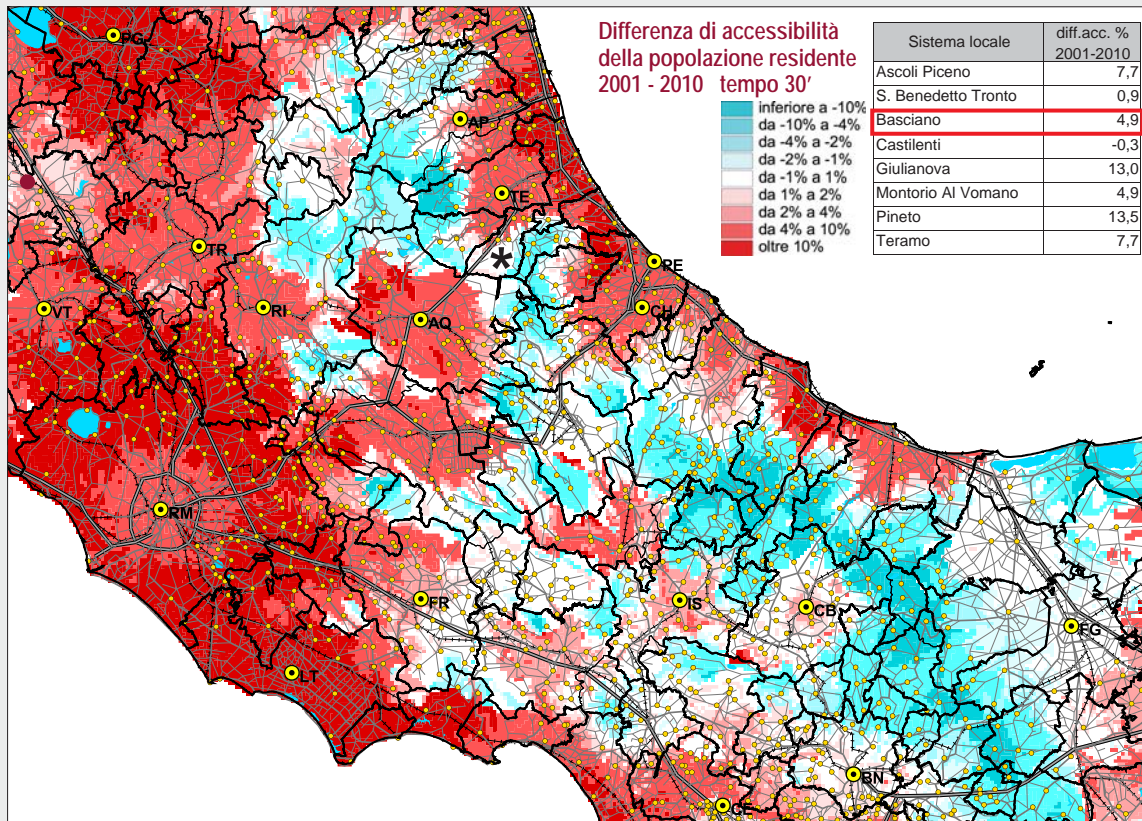 Differenza di accessibilità
della popolazione residente
2001 - 2010 tempo 30'
inferiore a -10%
da -10% a -4%
da -4% a -2%
da -2% a -1%
da -1% a 1%
da 1% a 2%
da 2% a 4%
da 4% a 10%
oltre 10%
Sistema locale diff.acc. %
2001-2010
Ascoli Piceno 7,7
S. Benedetto Tronto 0,9
Basciano 4,9
Castilenti -0,3
Giulianova 13,0
Montorio Al Vomano 4,9
Pineto 13,5
Teramo 7,7
PG
AP
TE
*
TR
PE
VT
RI
AQ
CH
RM
FR
IS
CB
FG
LT
BN
CE